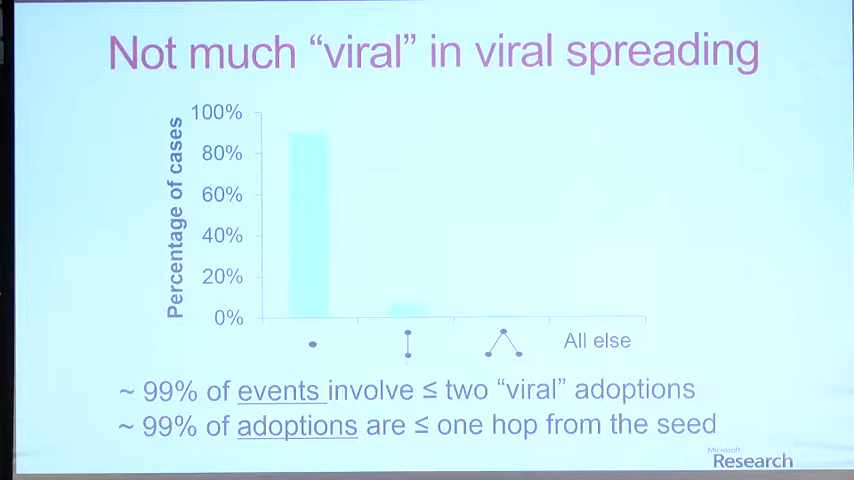 Not much “viral” in viral spreading
Percentage of cases
100%
80%
60%
40%
20%
0%
All else
~ 99% of events involve ≤ two “viral” adoptions
~ 99% of adoptions are ≤ one hop from the seed
Microsoft
Research